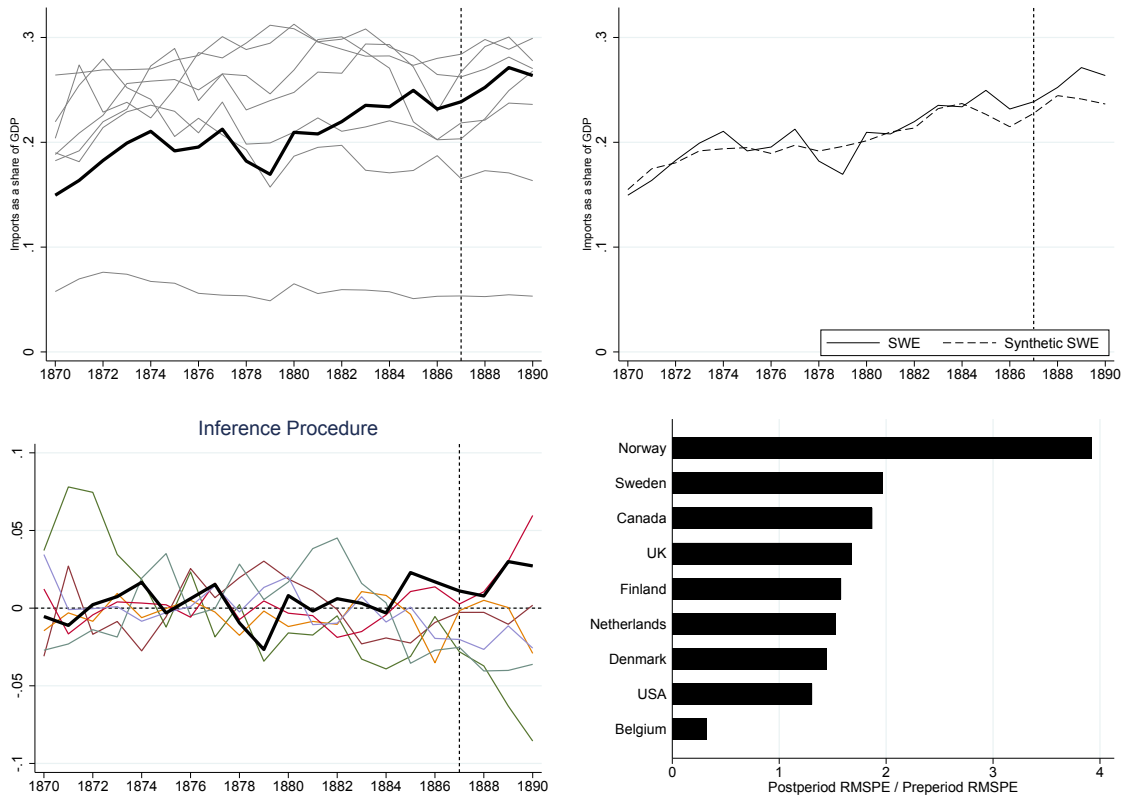 Imports as a share of GDP
.3
.2
.1
0
1870 1872 1874 1876 1878 1880 1882 1884 1886 1888 1890
Imports as a share of GDP
.3
.2
.1
0
SWE Synthetic SWE
1870 1872 1874 1876 1878 1880 1882 1884 1886 1888 1890
Inference Procedure
.1
.05
0
-.05
-.1
1870 1872 1874 1876 1878 1880 1882 1884 1886 1888 1890
Norway
Sweden
Canada
UK
Finland
Netherlands
Denmark
USA
Belgium
0 1 2 3 4
Postperiod RMSPE / Preperiod RMSPE